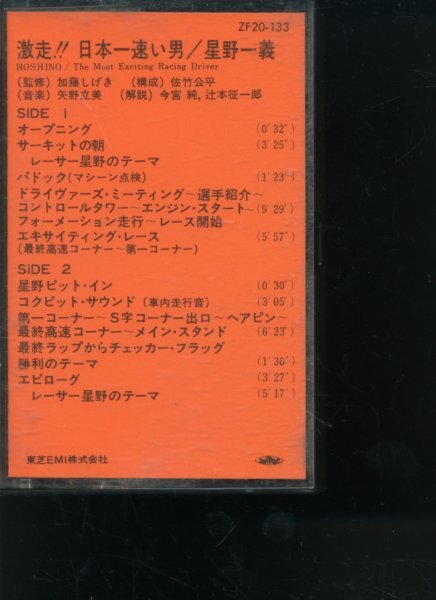 ZF20-133
激走!! 日本一速い男／星野一義
HOSHINO / The Most Exciting Racing Driver
（監修）加藤しげき （構成）佐竹公平
（音楽）矢野立美 （解説）今宮 純，辻本征一郎
SIDE 1
オープニング (0'32")
サーキットの朝 (3'25")
レーサー星野のテーマ
パドック（マシーン点検） (1'23")
ドライヴァーズ・ミーティング～選手紹介～
コントロールタワー～エンジン・スタート～ (9'29")
フォーメーション走行～レース開始
エキサイティング・レース (5'57")
（最終高速コーナー～第一コーナー）
SIDE 2
星野ピット・イン (0'30")
コクピット・サウンド（車内走行音） (3'05")
第一コーナー～S字コーナー出口～ヘアピン～
最終高速コーナー～メイン・スタンド (6'23")
最終ラップからチェッカー・フラッグ
勝利のテーマ (1'30")
エピローグ (3'27")
レーサー星野のテーマ (5'17")
東芝EMI株式会社